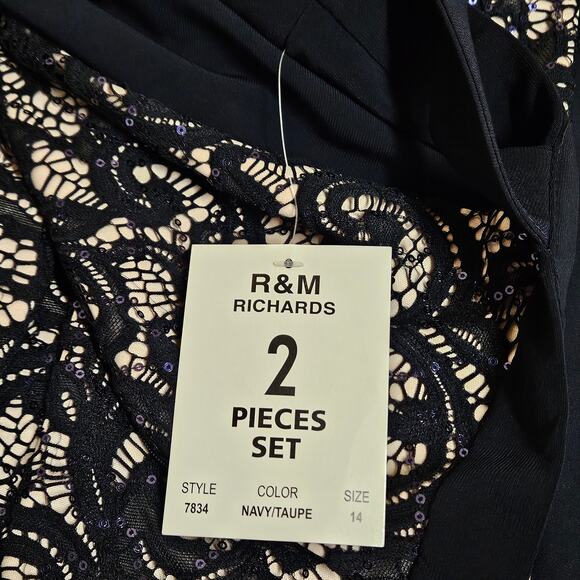 R&M
RICHARDS
2
PIECES
SET
STYLE COLOR SIZE
7834 NAVY/TAUPE 14